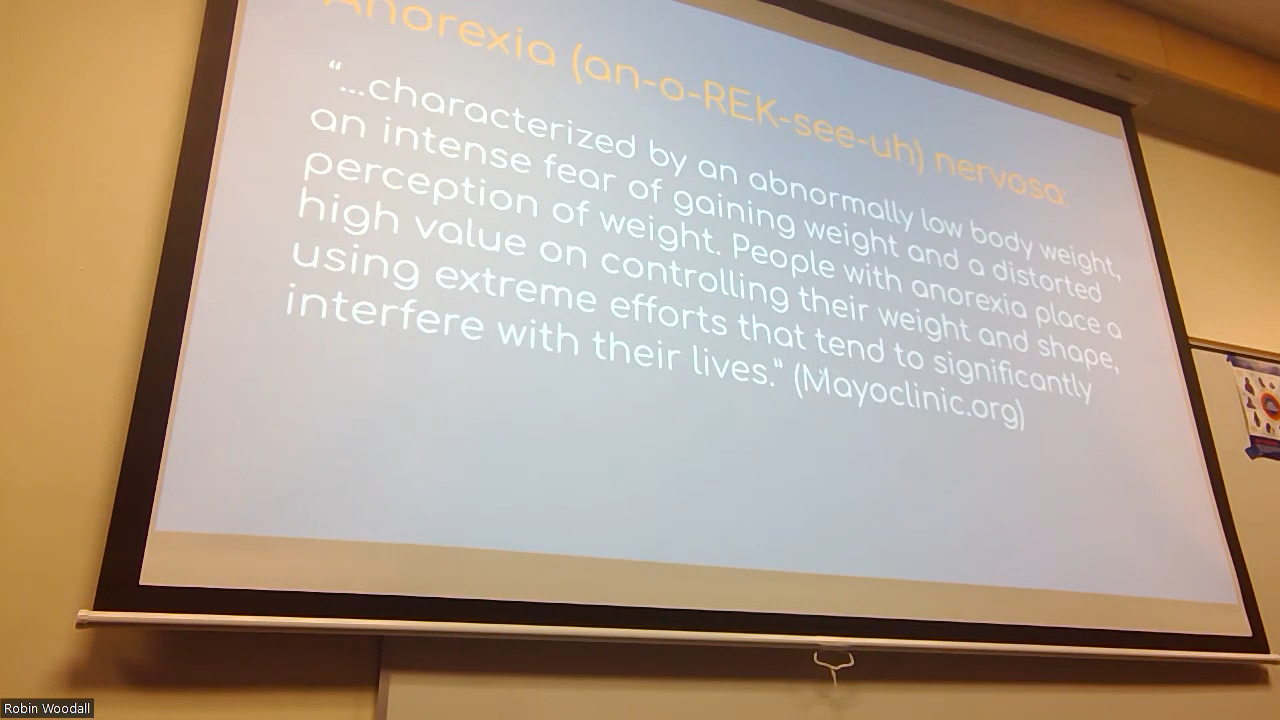 Anorexia (an-o-REK-see-uh) nervosa:
“...characterized by an abnormally low body weight,
an intense fear of gaining weight and a distorted
perception of weight. People with anorexia place a
high value on controlling their weight and shape,
using extreme efforts that tend to significantly
interfere with their lives.” (Mayoclinic.org)
Robin Woodall